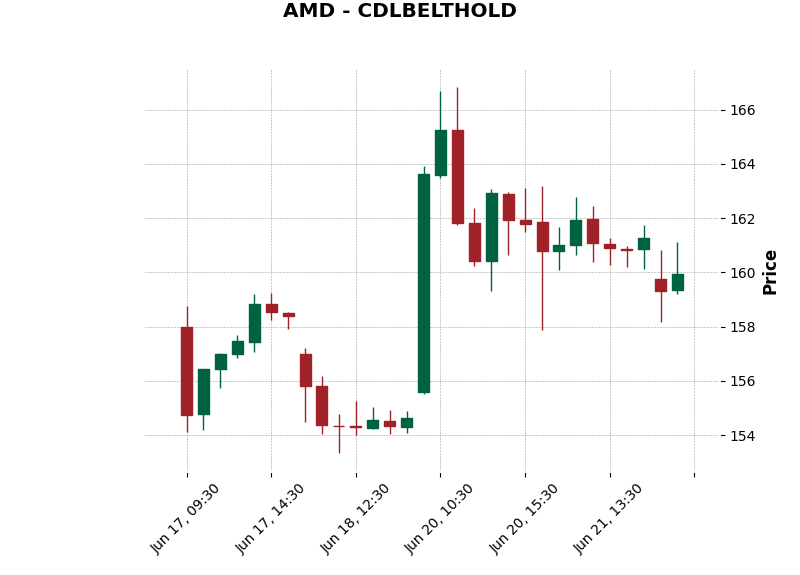 AMD - CDLBELTHOLD
166
164
162
160
158
156
154
Price
Jun 17, 09:30
Jun 17, 14:30
Jun 18, 12:30
Jun 20, 10:30
Jun 20, 15:30
Jun 21, 13:30